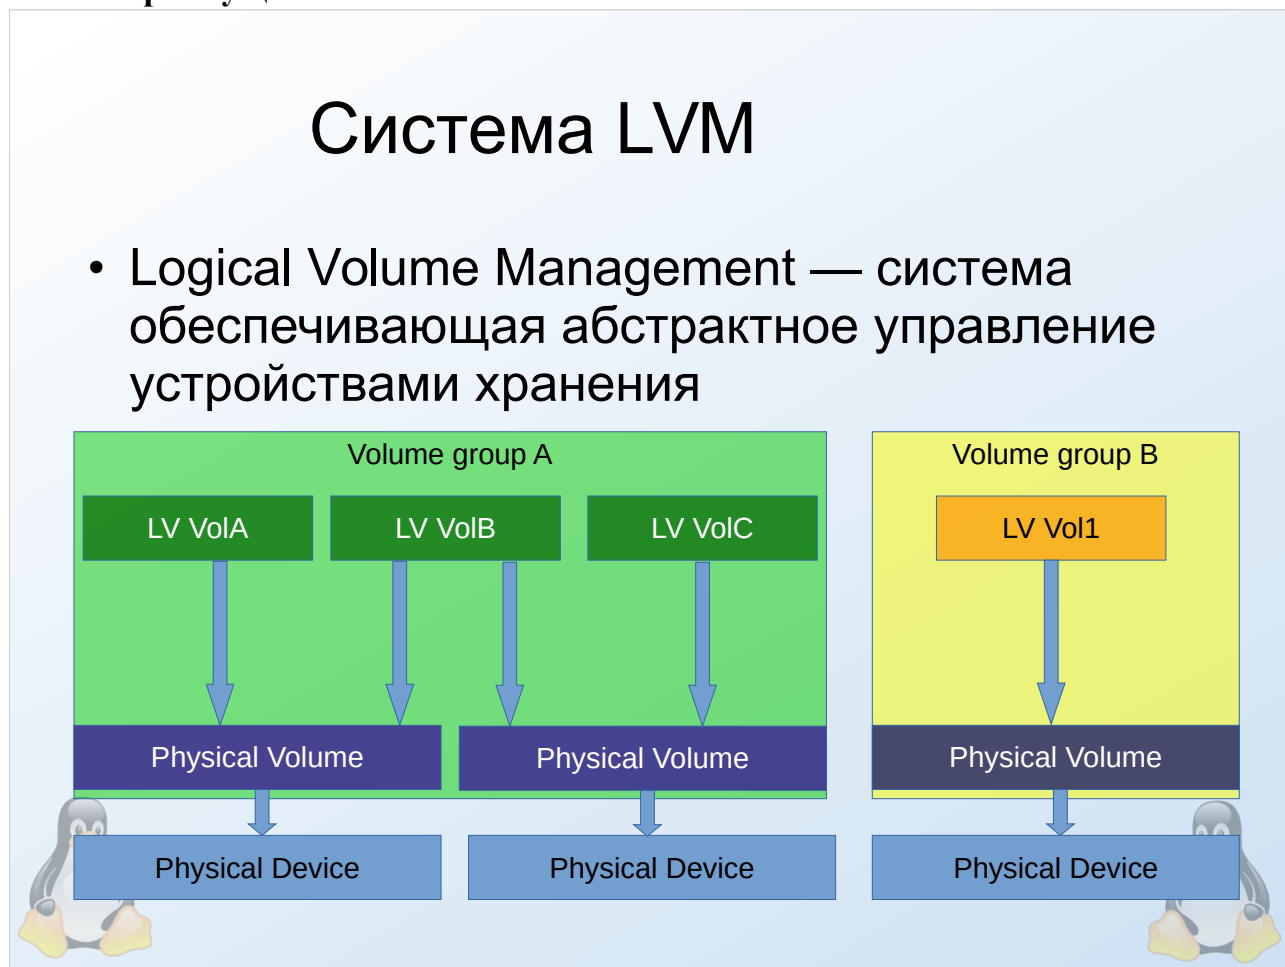 Система LVM
• Logical Volume Management — система
обеспечивающая абстрактное управление
устройствами хранения
Volume group A
Volume group B
LV VolA
LV VolB
LV VolC
LV Vol1
Physical Volume
Physical Volume
Physical Volume
Physical Device
Physical Device
Physical Device